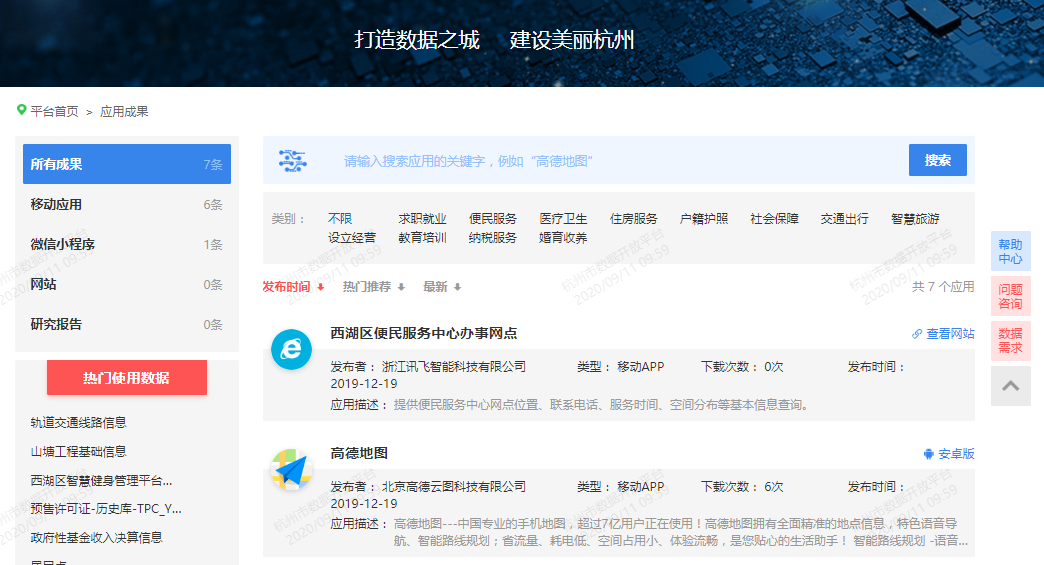 打造数据之城 建设美丽杭州
平台首页 > 应用成果
所有成果 7条
移动应用 6条
微信小程序 1条
网站 0条
研究报告 0条
热门使用数据
轨道交通线路信息
山塘工程基础信息
西湖区智慧健身管理平台...
预售许可证-历史库-TPC_Y...
政府性基金收入决算信息
请输入搜索应用的关键字，例如“高德地图”
搜索
类别： 不限 求职就业 便民服务 医疗卫生 住房服务 户籍护照 社会保障 交通出行 智慧旅游
设立经营 教育培训 纳税服务 婚育收养
发布时间 热门推荐 最新 共 7 个应用
西湖区便民服务中心办事网点 查看网站
发布者： 浙江讯飞智能科技有限公司 类型： 移动APP 下载次数： 0次 发布时间：
2019-12-19
应用描述： 提供便民服务中心网点位置、联系电话、服务时间、空间分布等基本信息查询。
高德地图 安卓版
发布者： 北京高德云图科技有限公司 类型： 移动APP 下载次数： 6次 发布时间：
2019-12-19
应用描述： 高德地图---中国专业的手机地图，超过7亿用户正在使用！高德地图拥有全面精准的地点信息，特色语音导
航、智能路线规划；省流量、耗电低、空间占用小、体验流畅，是您贴心的生活助手！ 智能路线规划 -语音...
帮助
中心
问题
咨询
数据
需求
杭州市数据开放平台
2020/09/11 09:59